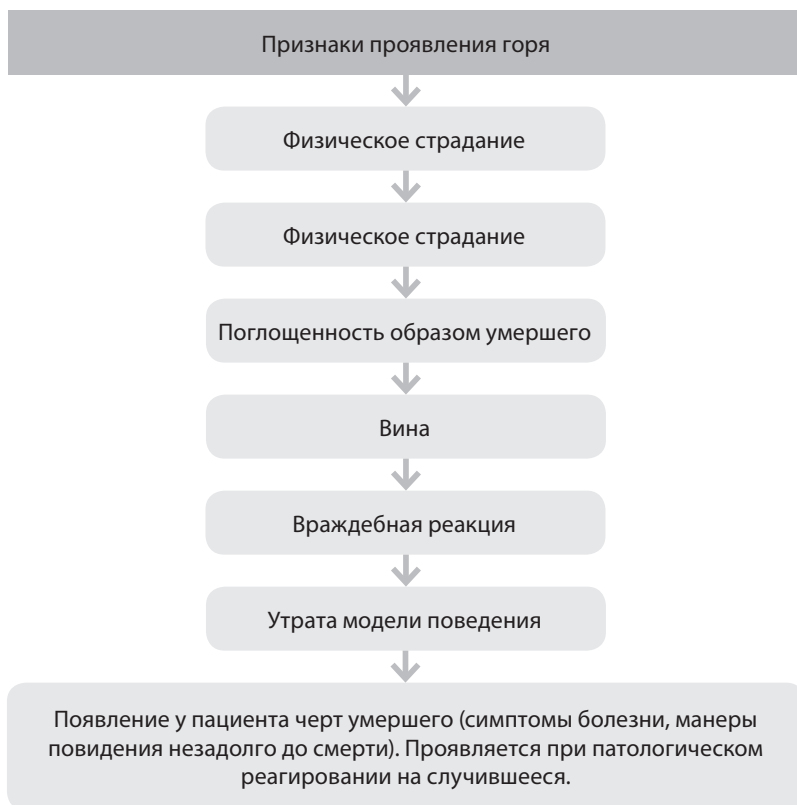 Признаки проявления горя
Физическое страдание
Физическое страдание
Поглощенность образом умершего
Вина
Враждебная реакция
Утрата модели поведения
Появление у пациента черт умершего (симптомы болезни, манеры
повидения незадолго до смерти). Проявляется при патологическом
реагировании на случившееся.